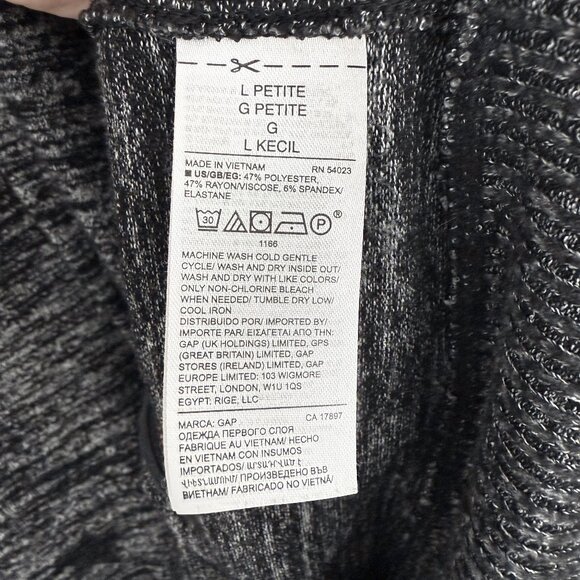 L PETITE
G PETITE
G
L KECIL
MADE IN VIETNAM RN 54023
■ US/GB/EG: 47% POLYESTER,
47% RAYON/VISCOSE, 6% SPANDEX/
ELASTANE
30 P ®
1166
MACHINE WASH COLD GENTLE
CYCLE/ WASH AND DRY INSIDE OUT/
WASH AND DRY WITH LIKE COLORS/
ONLY NON-CHLORINE BLEACH
WHEN NEEDED/ TUMBLE DRY LOW/
COOL IRON
DISTRIBUIDO POR/ IMPORTED BY/
IMPORTE PAR/ ΕΙΣΑΓΕΤΑΙ ΑΠΟ ΤΗΝ:
GAP (UK HOLDINGS) LIMITED, GPS
(GREAT BRITAIN) LIMITED, GAP
STORES (IRELAND) LIMITED, GAP
EUROPE LIMITED: 103 WIGMORE
STREET, LONDON, W1U 1QS
EGYPT: RIGE, LLC
MARCA: GAP CA 17897
ОДЕЖДА ПЕРВОГО СЛОЯ
FABRIQUE AU VIETNAM/ HECHO
EN VIETNAM CON INSUMOS
IMPORTADOS/ ԱՐՏԱԴՐՎԱԾ Է
ՎԻԵՏՆԱՄՈՒՄ/ ПРОИЗВЕДЕНО ВЪВ
ВИЕТНАМ/ FABRICADO NO VIETNÃ/